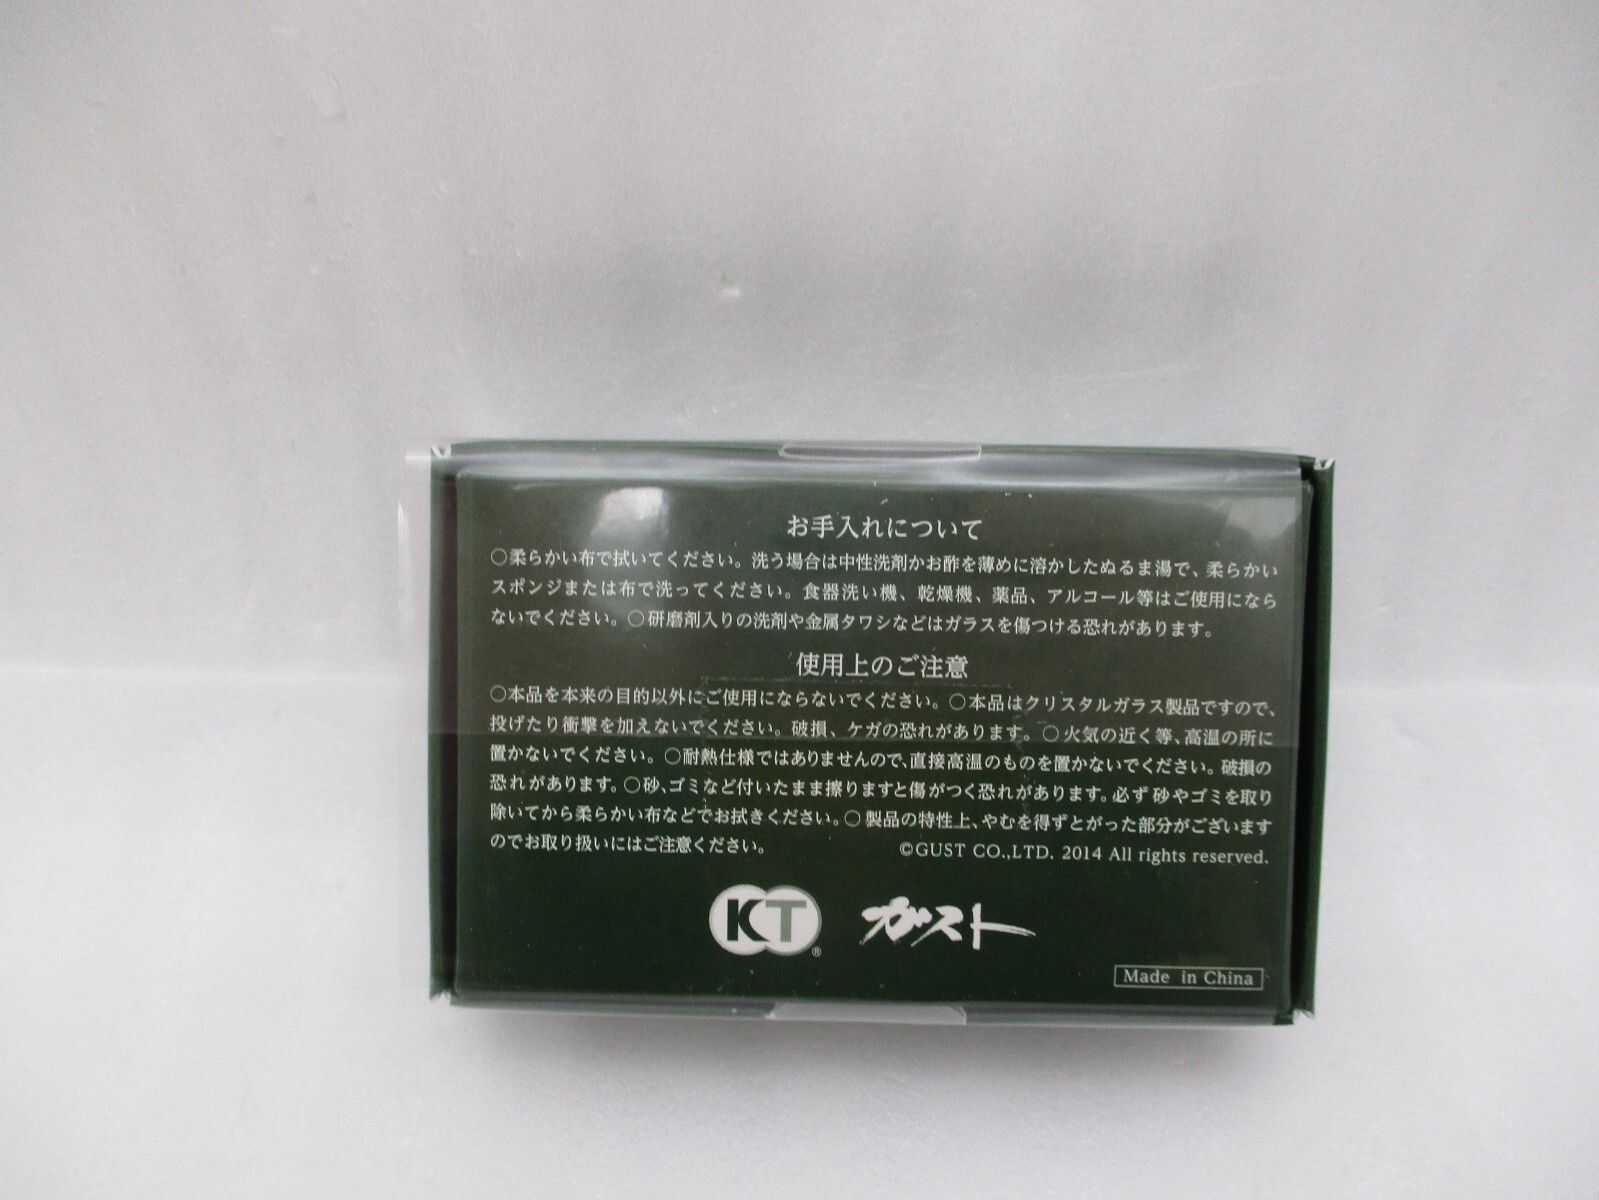 お手入れについて
○柔らかい布で拭いてください。洗う場合は中性洗剤かお酢を薄めに溶かしたぬるま湯で、柔らかい
スポンジまたは布で洗ってください。食器洗い機、乾燥機、薬品、アルコール等はご使用になら
ないでください。○研磨剤入りの洗剤や金属タワシなどはガラスを傷つける恐れがあります。
使用上のご注意
○本品を本来の目的以外にご使用にならないでください。○本品はクリスタルガラス製品ですので、
投げたり衝撃を加えないでください。破損、ケガの恐れがあります。○火気の近く等、高温の所に
置かないでください。○耐熱仕様ではありませんので、直接高温のものを置かないでください。破損の
恐れがあります。○砂、ゴミなど付いたまま擦りますと傷がつく恐れがあります。必ず砂やゴミを取り
除いてから柔らかい布などでお拭きください。○製品の特性上、やむを得ずとがった部分がございます
のでお取り扱いにはご注意ください。
©GUST CO.,LTD. 2014 All rights reserved.
KT® ガスト
Made in China